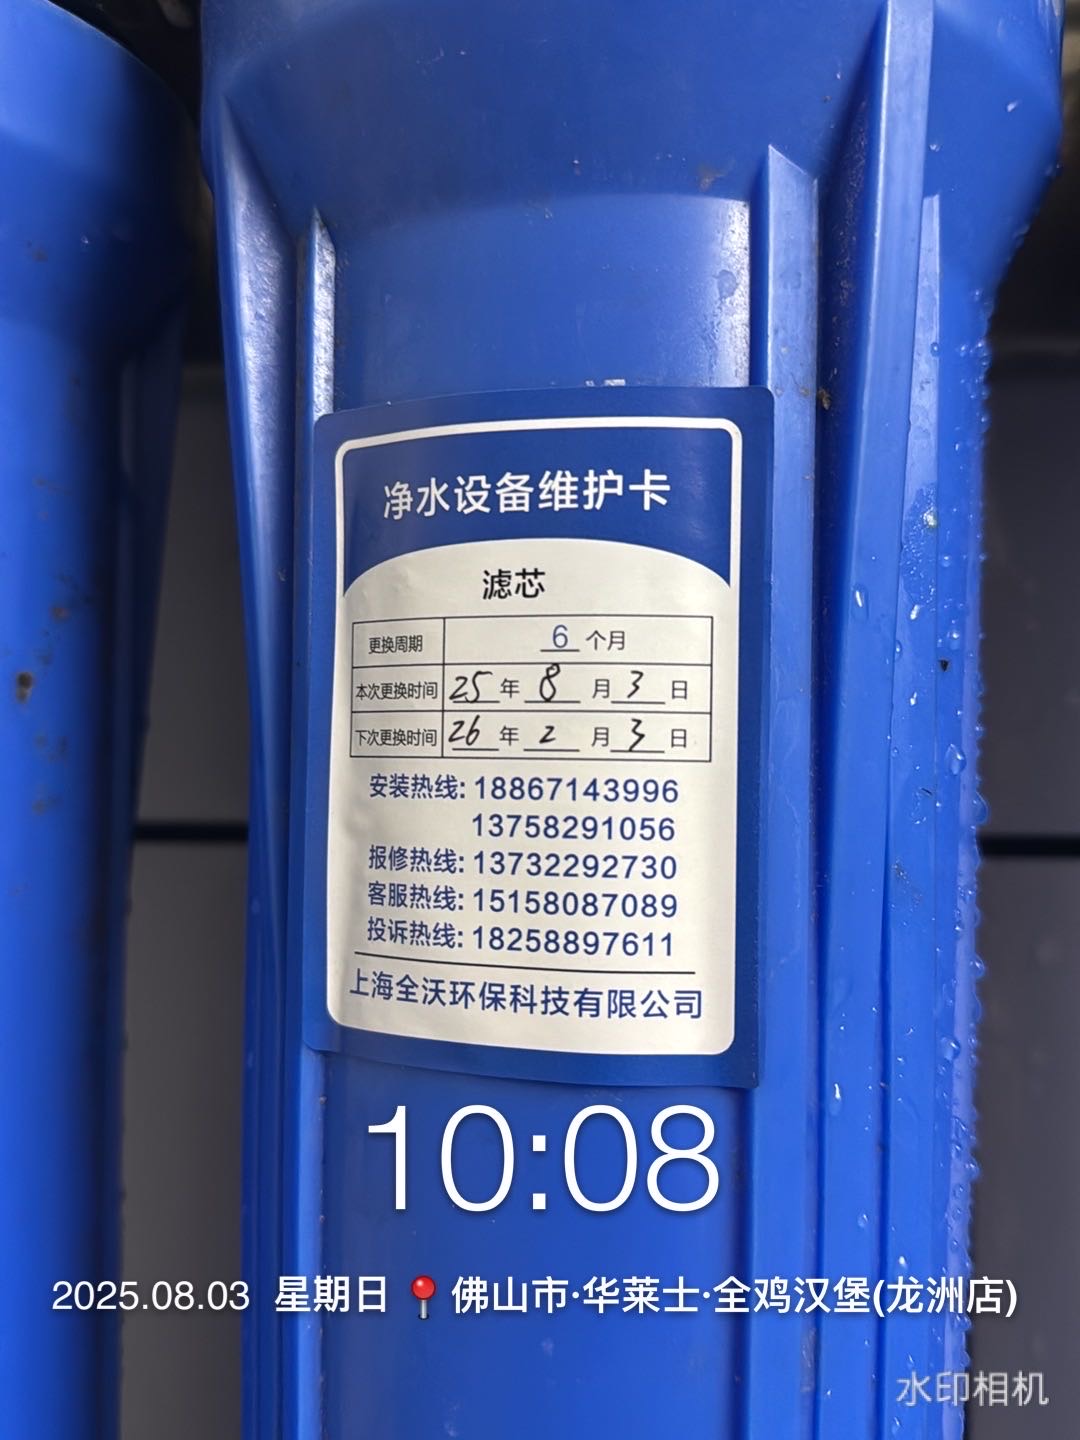 净水设备维护卡
滤芯
更换周期 6 个月
本次更换时间 25 年 8 月 3 日
下次更换时间 26 年 2 月 3 日
安装热线: 18867143996
13758291056
报修热线: 13732292730
客服热线: 15158087089
投诉热线: 18258897611
上海全沃环保科技有限公司
10:08
2025.08.03 星期日 📍佛山市·华莱士·全鸡汉堡(龙洲店)
水印相机